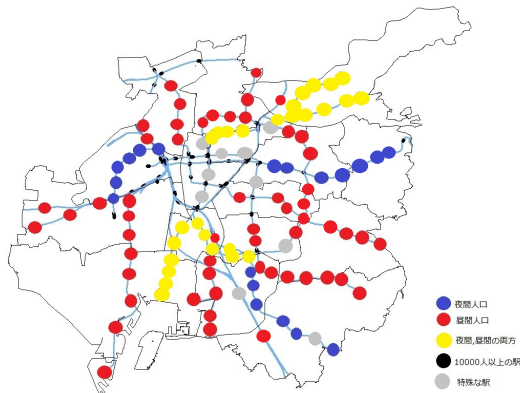 夜間人口
昼間人口
夜間,昼間の両方
10000人以上の駅
特殊な駅